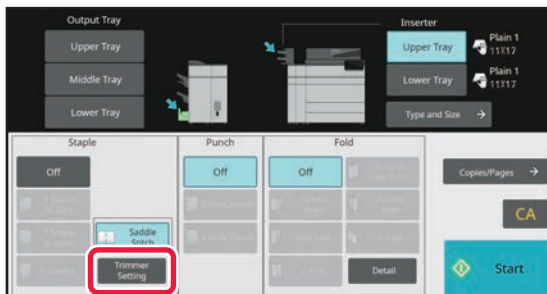 Output Tray
Upper Tray
Middle Tray
Lower Tray
Inserter
Upper Tray
Plain 1
11X17
Lower Tray
Plain 1
11X17
Type and Size
Staple
Off
Saddle
Stitch
Trimmer
Setting
Punch
Off
Fold
Off
Detail
Copies/Pages
CA
Start